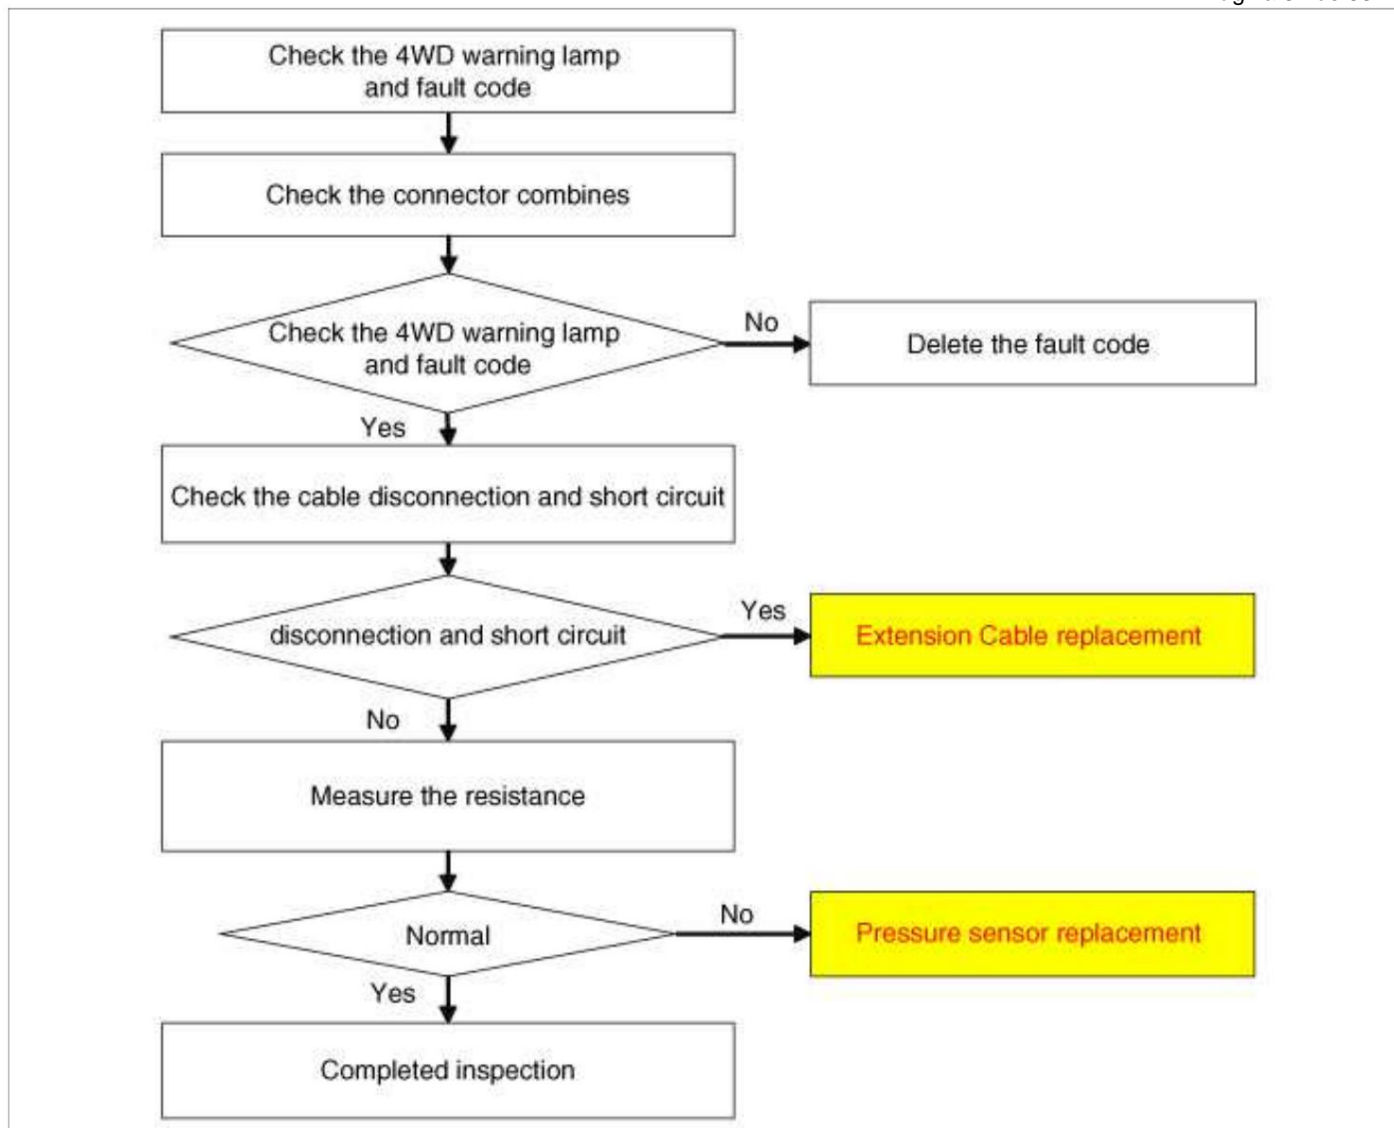 Check the 4WD warning lamp
and fault code
Check the connector combines
Check the 4WD warning lamp
and fault code
No
Delete the fault code
Yes
Check the cable disconnection and short circuit
disconnection and short circuit
Yes
Extension Cable replacement
No
Measure the resistance
Normal
No
Pressure sensor replacement
Yes
Completed inspection